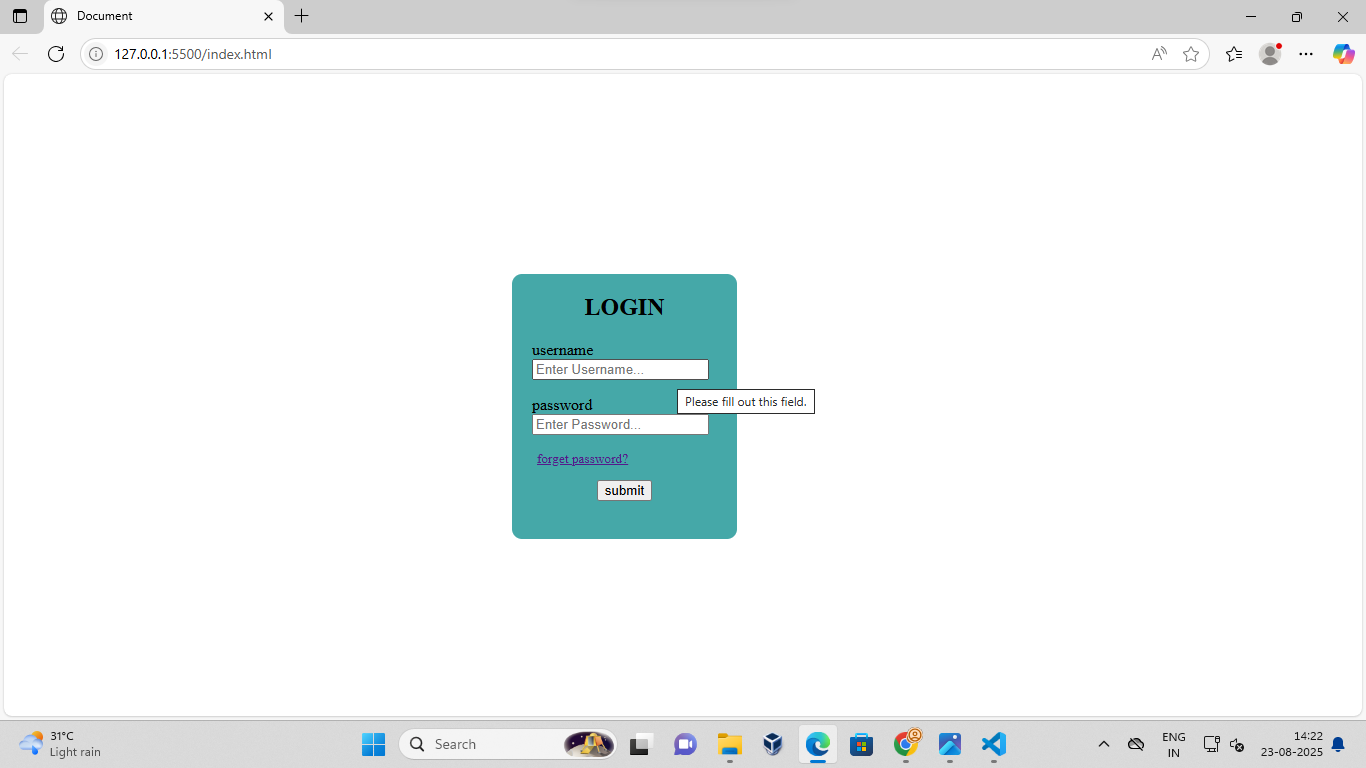 Document
127.0.0.1:5500/index.html
LOGIN
username
Enter Username...
Please fill out this field.
password
Enter Password...
forget password?
submit
31°C
Light rain
Search
ENG
IN
14:22
23-08-2025